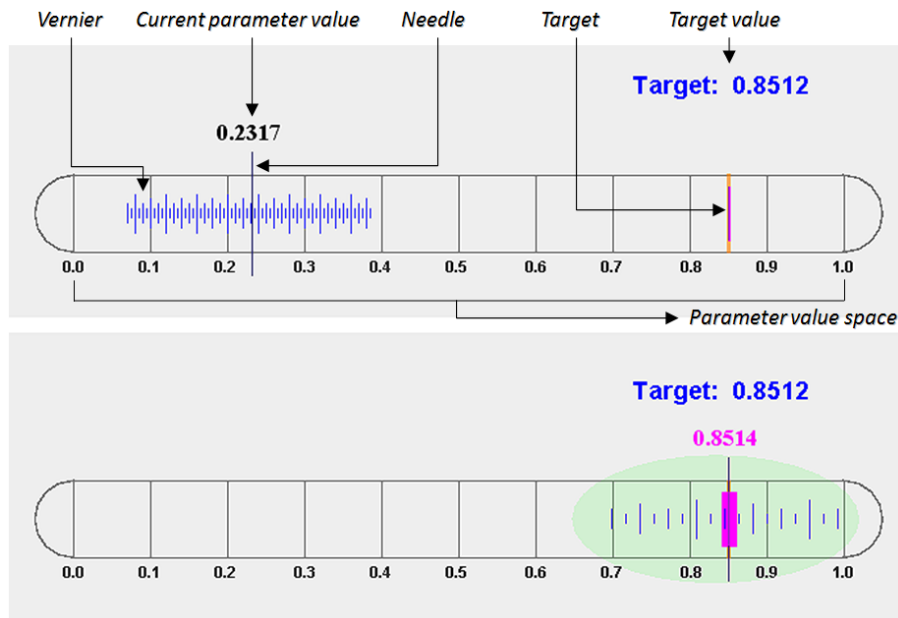 Vernier Current parameter value Needle Target Target value
Target: 0.8512
0.2317
0.0 0.1 0.2 0.3 0.4 0.5 0.6 0.7 0.8 0.9 1.0
Parameter value space
Target: 0.8512
0.8514
0.0 0.1 0.2 0.3 0.4 0.5 0.6 0.7 0.8 0.9 1.0